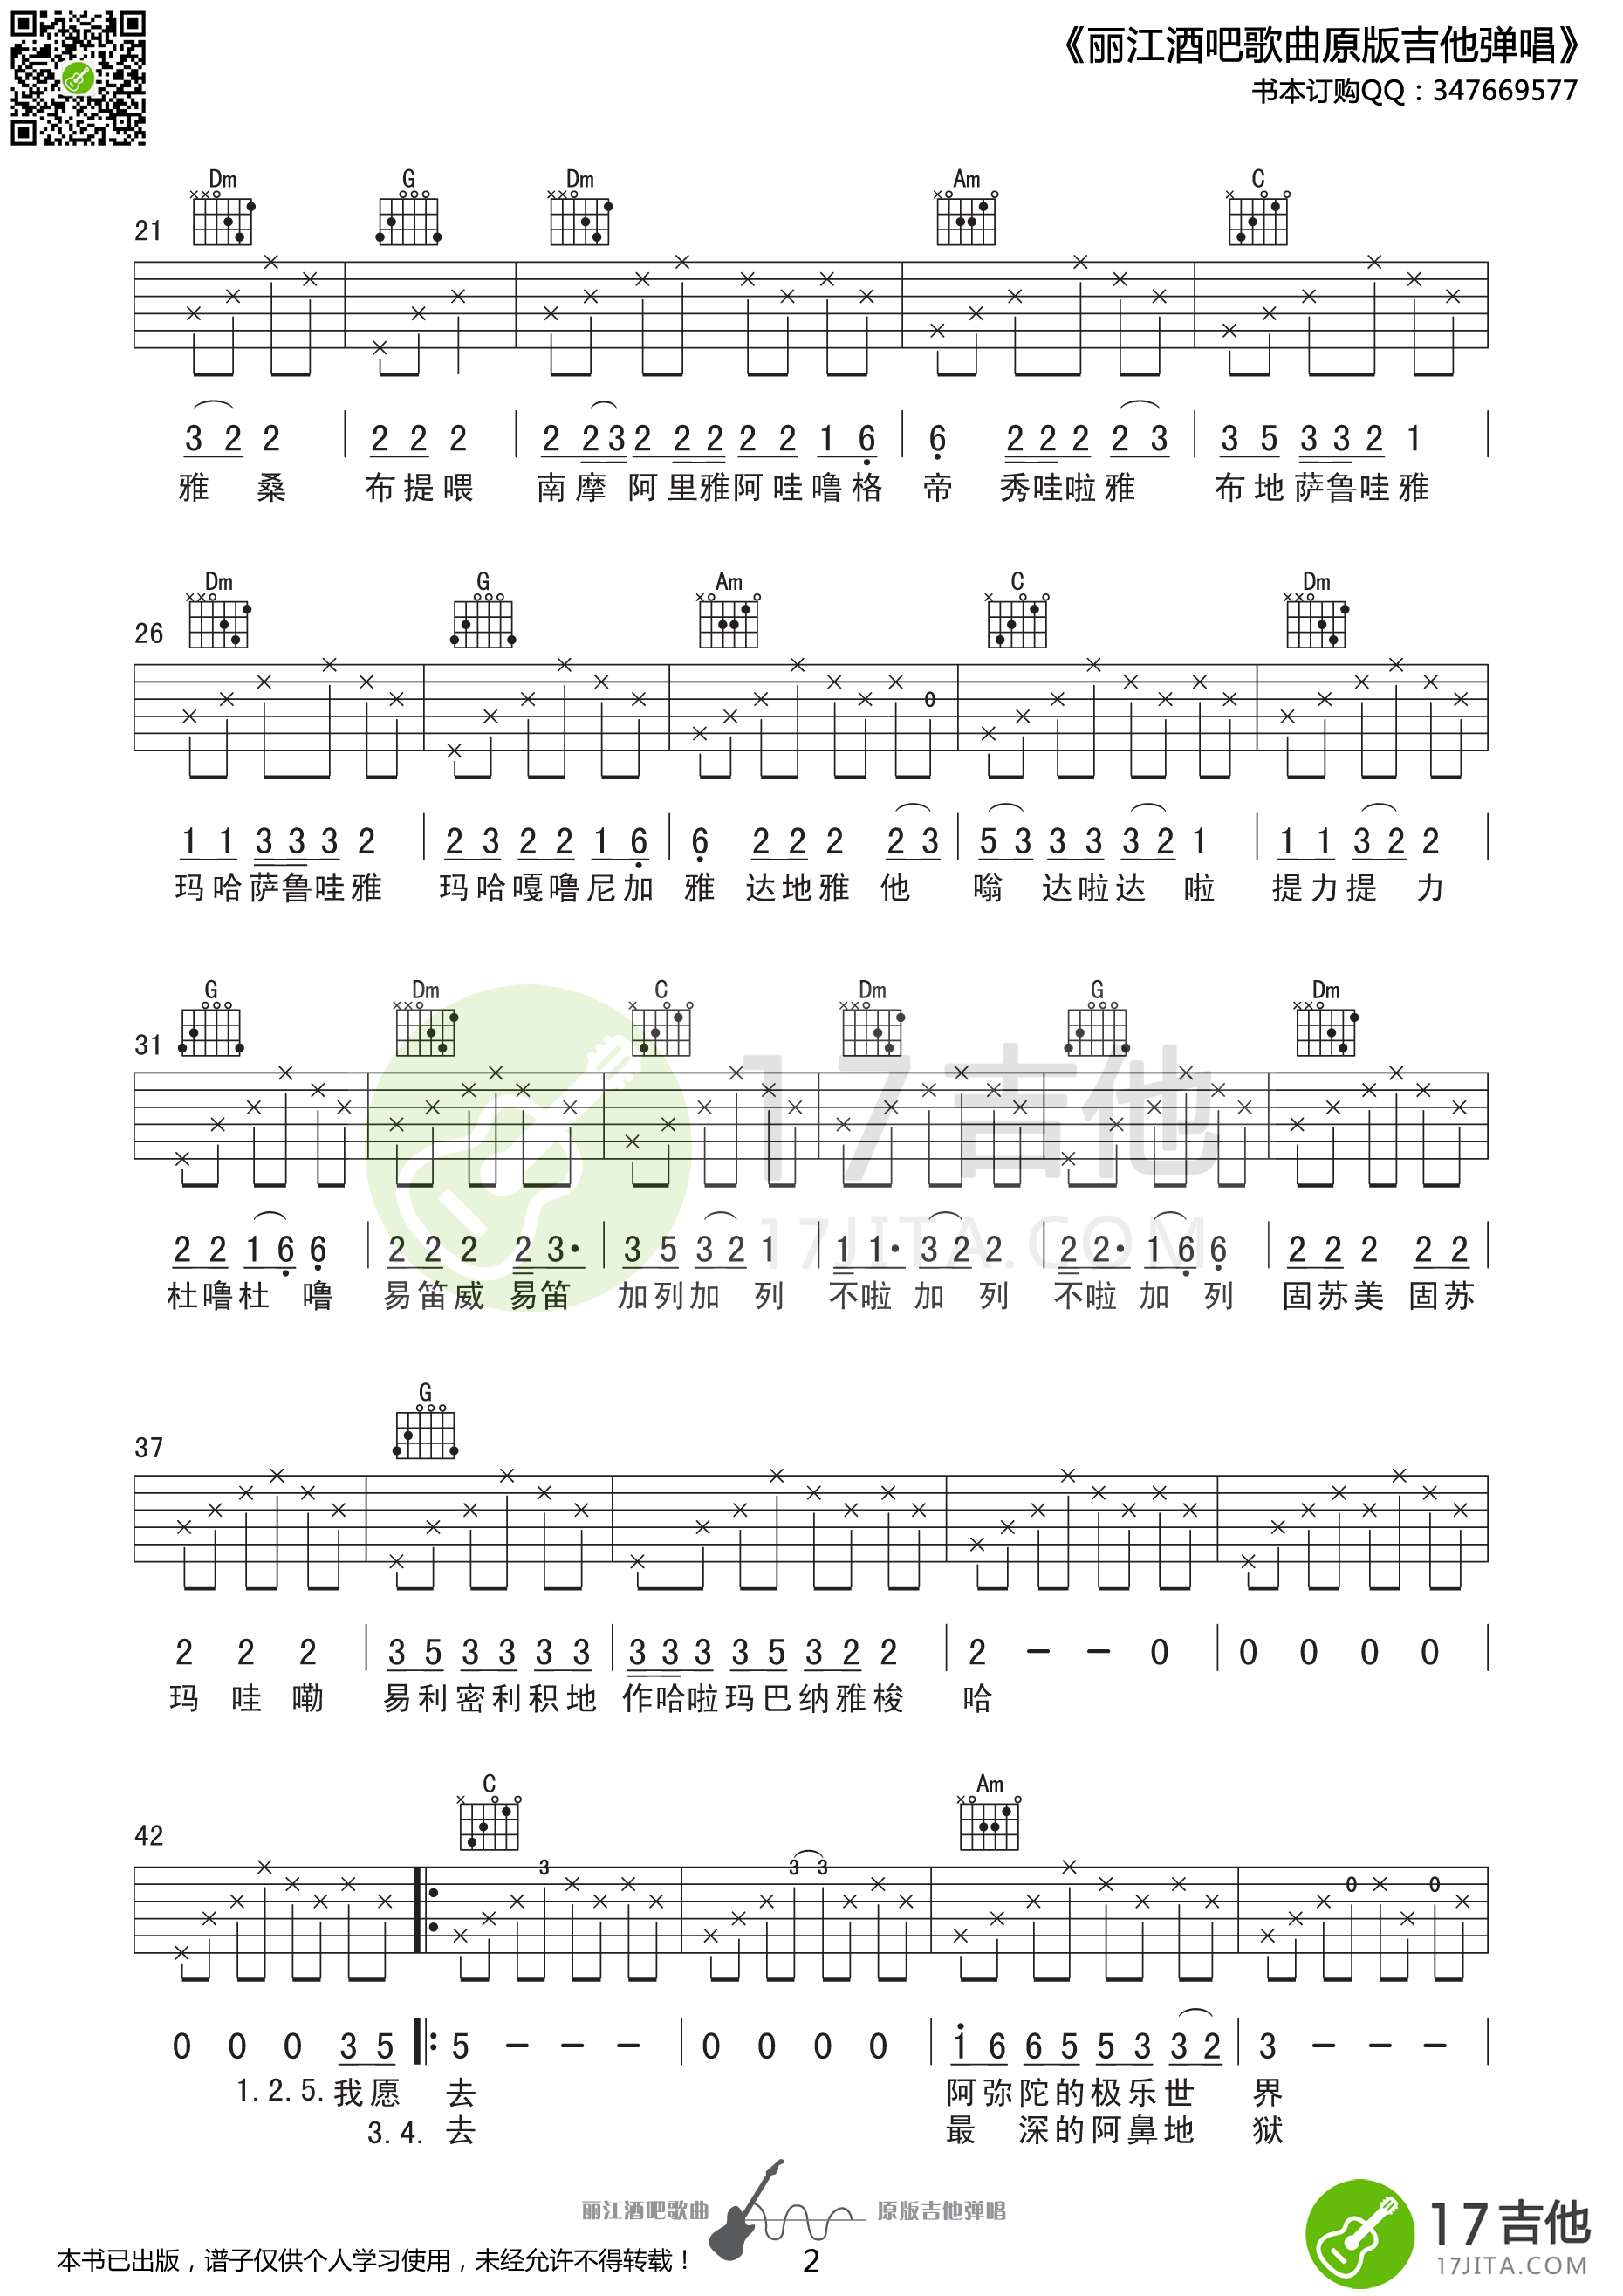 《丽江酒吧歌曲原版吉他弹唱》
书本订购QQ：347669577
Dm G Dm Am C
21
3 2 2 | 2 2 2 | 2 2 3 2 2 2 2 2 1 6 | 6 2 2 2 2 3 | 3 5 3 3 2 1 |
雅 桑 布提喂 南摩 阿里雅阿哇噜格 帝 秀哇啦雅 布地萨鲁哇雅
Dm G Am C Dm
26
0
1 1 3 3 3 2 | 2 3 2 2 1 6 | 6 2 2 2 2 3 | 5 3 3 3 3 2 1 | 1 1 3 2 2 |
玛哈萨鲁哇雅 玛哈嘎噜尼加 雅 达地雅他 嗡 达啦达 啦 提力提 力
G Dm C Dm G Dm
31
17吉他
17JITA.COM
2 2 1 6 6 | 2 2 2 2 3· | 3 5 3 2 1 | 1 1· 3 2 2 | 2 2· 1 6 6 | 2 2 2 2 2 |
杜噜杜 噜 易笛威 易笛 加列加 列 不啦 加 列 不啦 加 列 固苏美 固苏
G
37
2 2 2 | 3 5 3 3 3 3 | 3 3 3 3 5 3 2 2 | 2 - - 0 | 0 0 0 0 |
玛 哇 嘞 易利密利积地 作哈啦玛巴纳雅梭 哈
C Am
42
3 3 3 0 0
0 0 0 3 5 |: 5 - - - | 0 0 0 0 | 1 6 6 5 5 3 3 2 | 3 - - - |
1.2.5. 我愿 去 阿弥陀的极乐世 界
3.4. 去 最 深的阿鼻地 狱
丽江酒吧歌曲 原版吉他弹唱
本书已出版，谱子仅供个人学习使用，未经允许不得转载！
2
17吉他
17JITA.COM